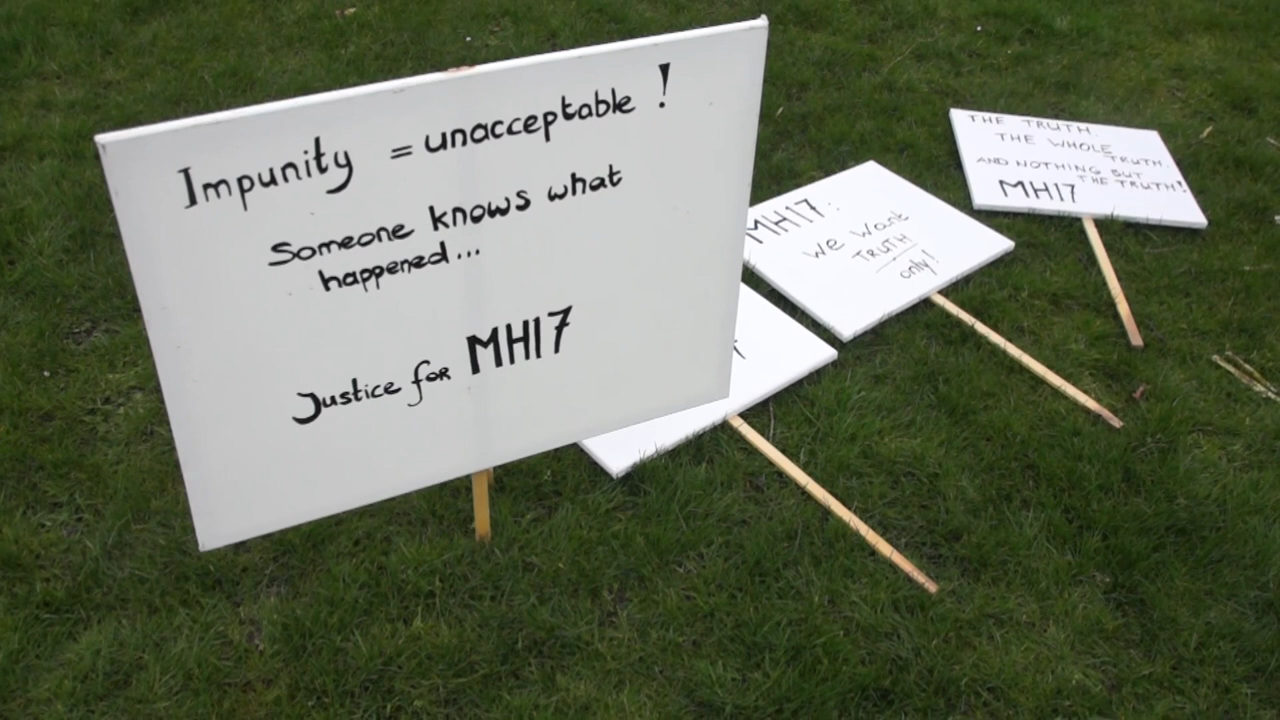 Impunity = unacceptable !
Someone knows what
happened...
Justice for MH17
MH17:
We want
TRUTH
only!
THE TRUTH.
THE WHOLE TRUTH.
AND NOTHING BUT
THE TRUTH!
MH17